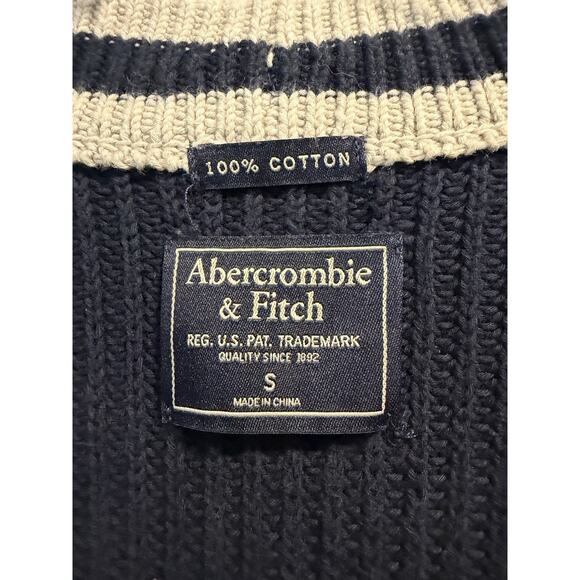 100% COTTON
Abercrombie
& Fitch
REG. U.S. PAT. TRADEMARK
QUALITY SINCE 1892
S
MADE IN CHINA